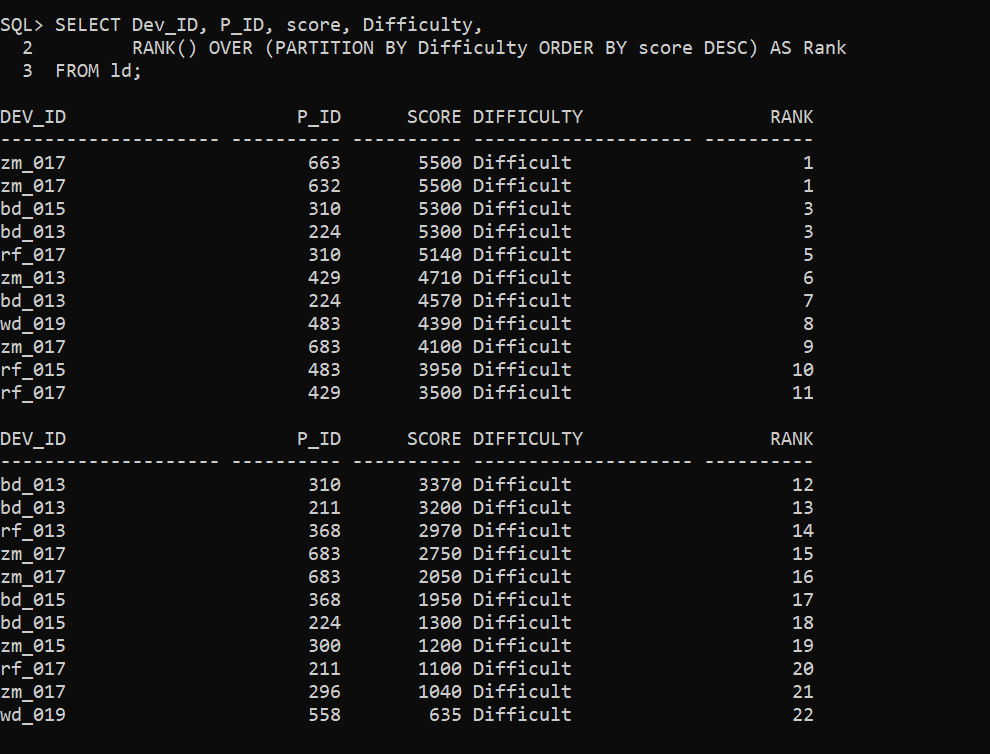 SQL> SELECT Dev_ID, P_ID, score, Difficulty,
  2         RANK() OVER (PARTITION BY Difficulty ORDER BY score DESC) AS Rank
  3  FROM ld;

DEV_ID                     P_ID      SCORE DIFFICULTY                 RANK
-------------------- ---------- ---------- -------------------- ----------
zm_017                      663       5500 Difficult                     1
zm_017                      632       5500 Difficult                     1
bd_015                      310       5300 Difficult                     3
bd_013                      224       5300 Difficult                     3
rf_017                      310       5140 Difficult                     5
zm_013                      429       4710 Difficult                     6
bd_013                      224       4570 Difficult                     7
wd_019                      483       4390 Difficult                     8
zm_017                      683       4100 Difficult                     9
rf_015                      483       3950 Difficult                    10
rf_017                      429       3500 Difficult                    11

DEV_ID                     P_ID      SCORE DIFFICULTY                 RANK
-------------------- ---------- ---------- -------------------- ----------
bd_013                      310       3370 Difficult                    12
bd_013                      211       3200 Difficult                    13
rf_013                      368       2970 Difficult                    14
zm_017                      683       2750 Difficult                    15
zm_017                      683       2050 Difficult                    16
bd_015                      368       1950 Difficult                    17
bd_015                      224       1300 Difficult                    18
zm_015                      300       1200 Difficult                    19
rf_017                      211       1100 Difficult                    20
zm_017                      296       1040 Difficult                    21
wd_019                      558        635 Difficult                    22